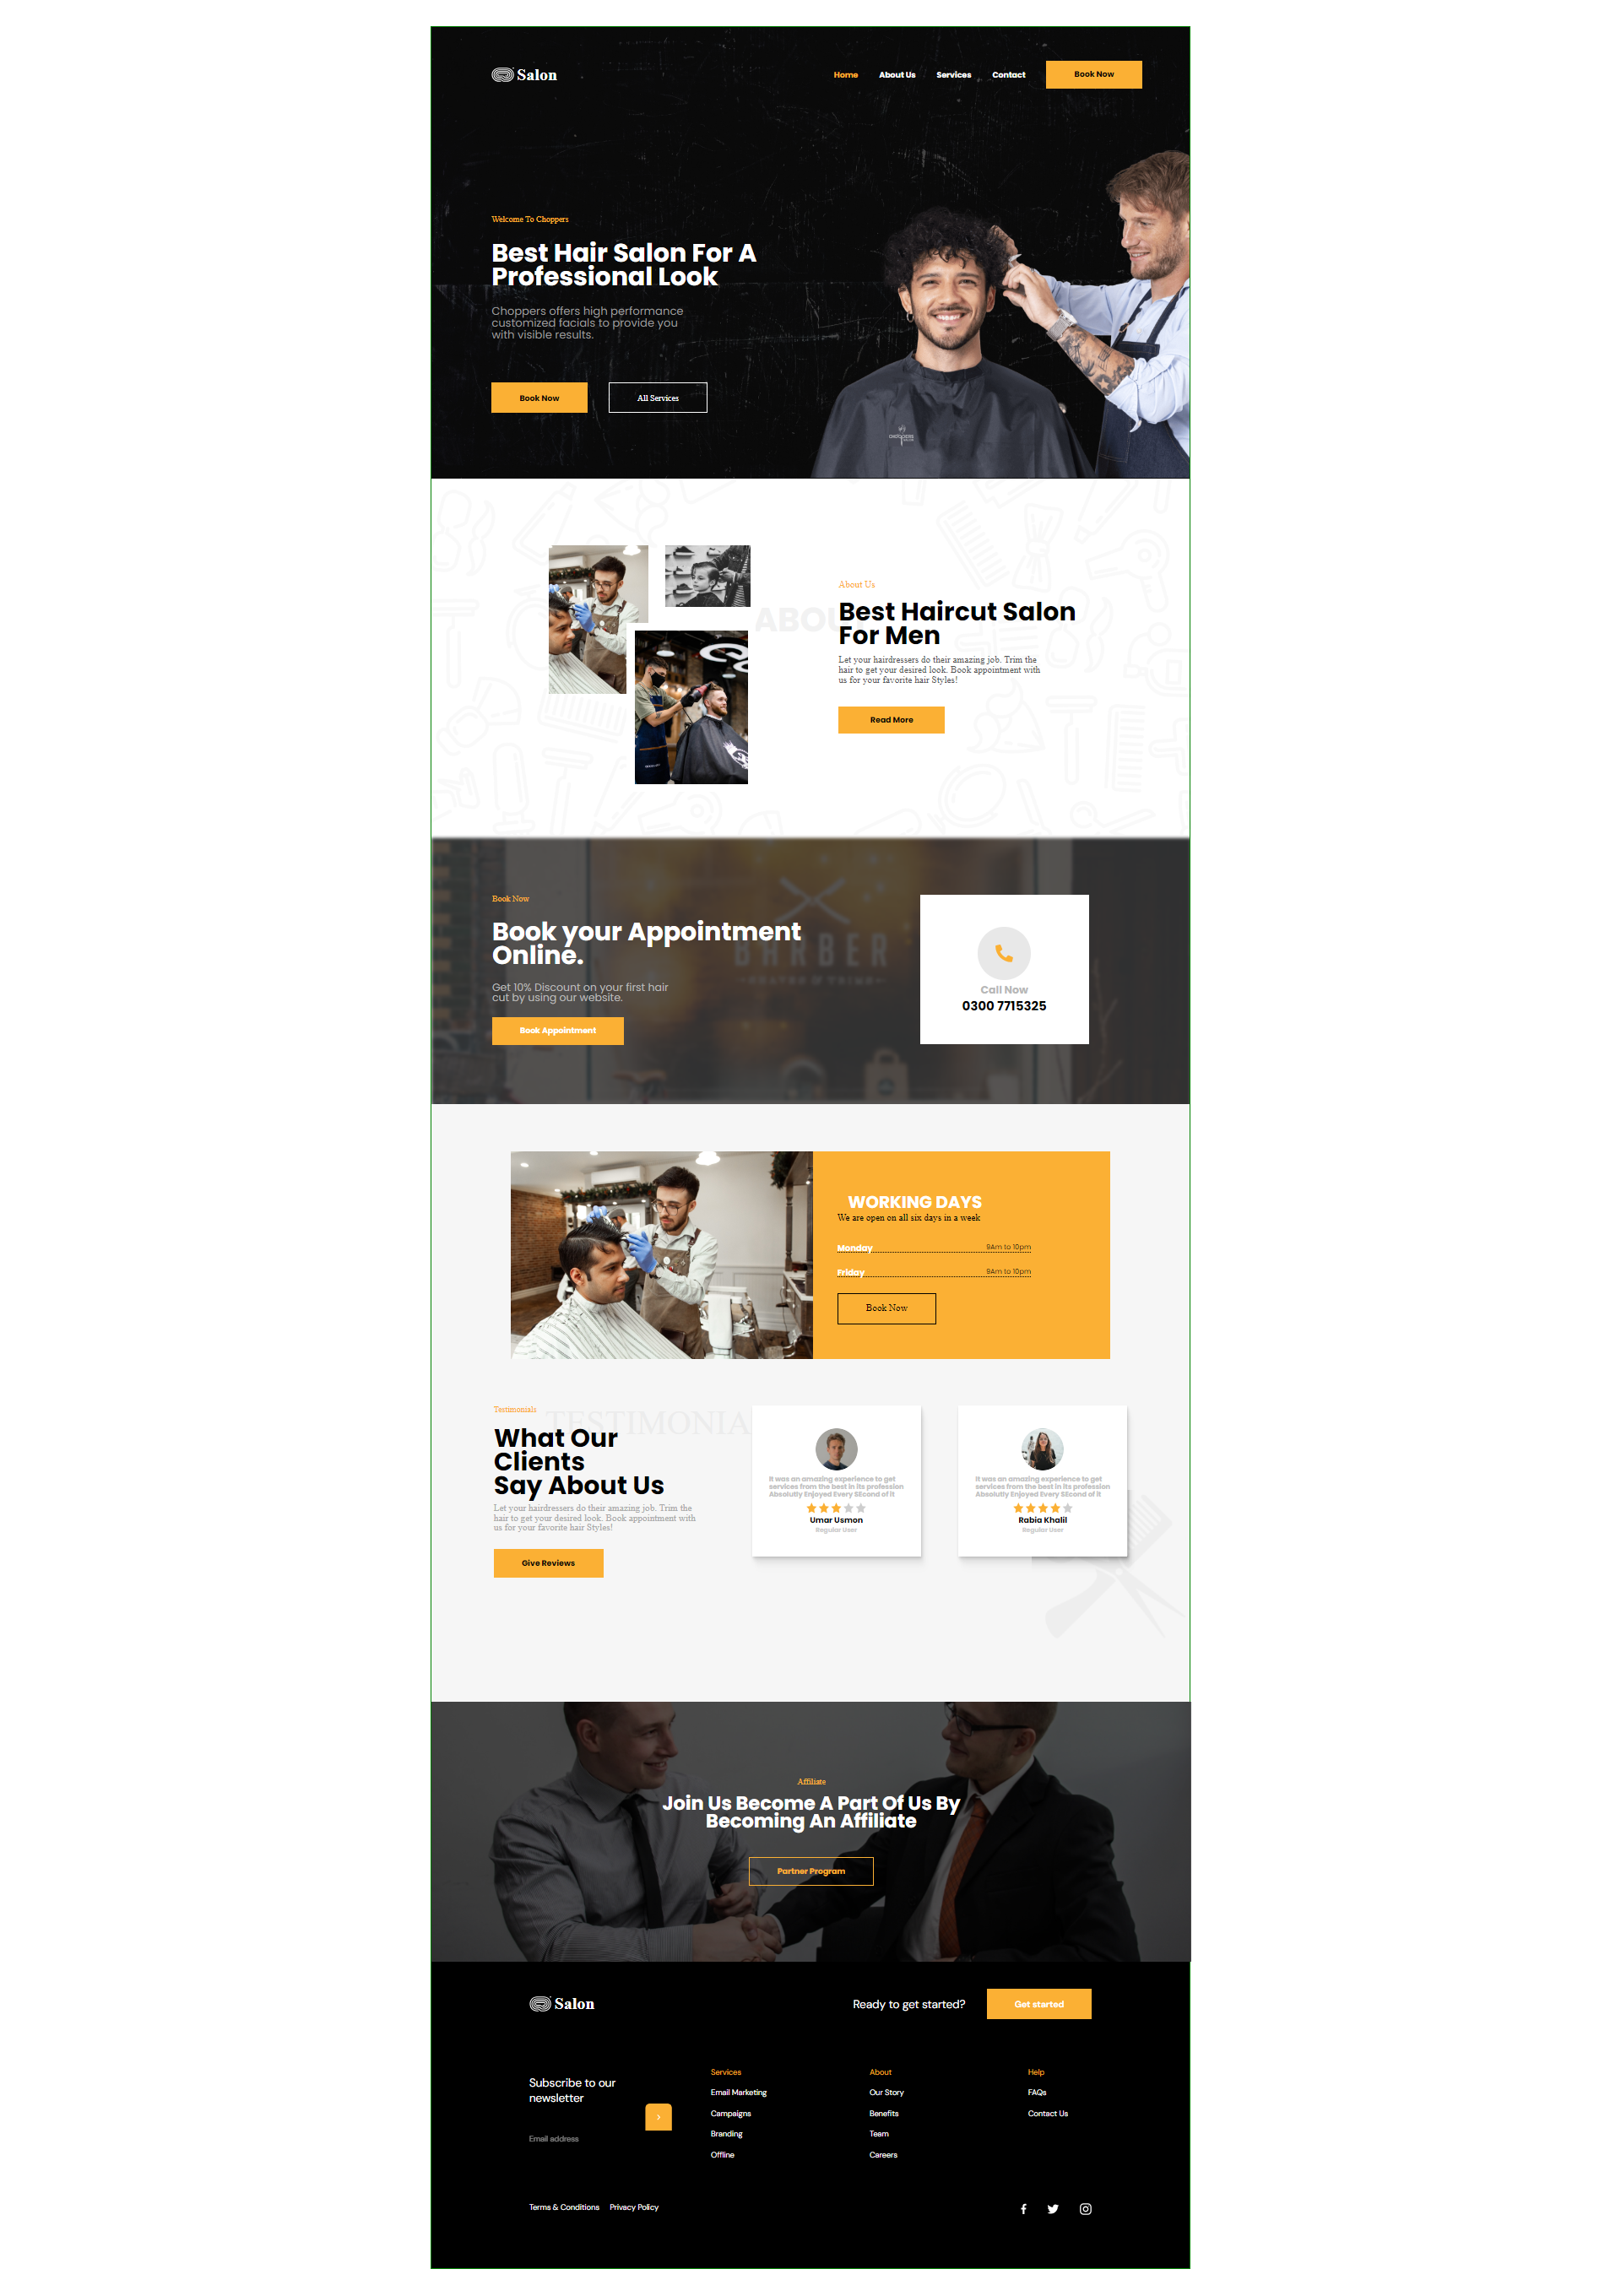 Salon
Home About Us Services Contact Book Now
Welcome To Choppers
Best Hair Salon For A
Professional Look
Choppers offers high performance
customized facials to provide you
with visible results.
Book Now All Services
CHOPPERS
ABOU
About Us
Best Haircut Salon
For Men
Let your hairdressers do their amazing job. Trim the
hair to get your desired look. Book appointment with
us for your favorite hair Styles!
Read More
Book Now
Book your Appointment
Online.
Get 10% Discount on your first hair
cut by using our website.
Book Appointment
BARBER
Call Now
0300 7715325
WORKING DAYS
We are open on all six days in a week
Monday 9Am to 10pm
Friday 9Am to 10pm
Book Now
Testimonials
TESTIMONIA
What Our
Clients
Say About Us
Let your hairdressers do their amazing job. Trim the
hair to get your desired look. Book appointment with
us for your favorite hair Styles!
Give Reviews
It was an amazing experience to get
services from the best in its profession
Absolutly Enjoyed Every SEcond of it
Umar Usmon
Regular User
It was an amazing experience to get
services from the best in its profession
Absolutly Enjoyed Every SEcond of it
Rabia Khalil
Regular User
Affiliate
Join Us Become A Part Of Us By
Becoming An Affiliate
Partner Program
Salon
Ready to get started? Get started
Subscribe to our
newsletter
Email address
Services
Email Marketing
Campaigns
Branding
Offline
About
Our Story
Benefits
Team
Careers
Help
FAQs
Contact Us
Terms & Conditions Privacy Policy